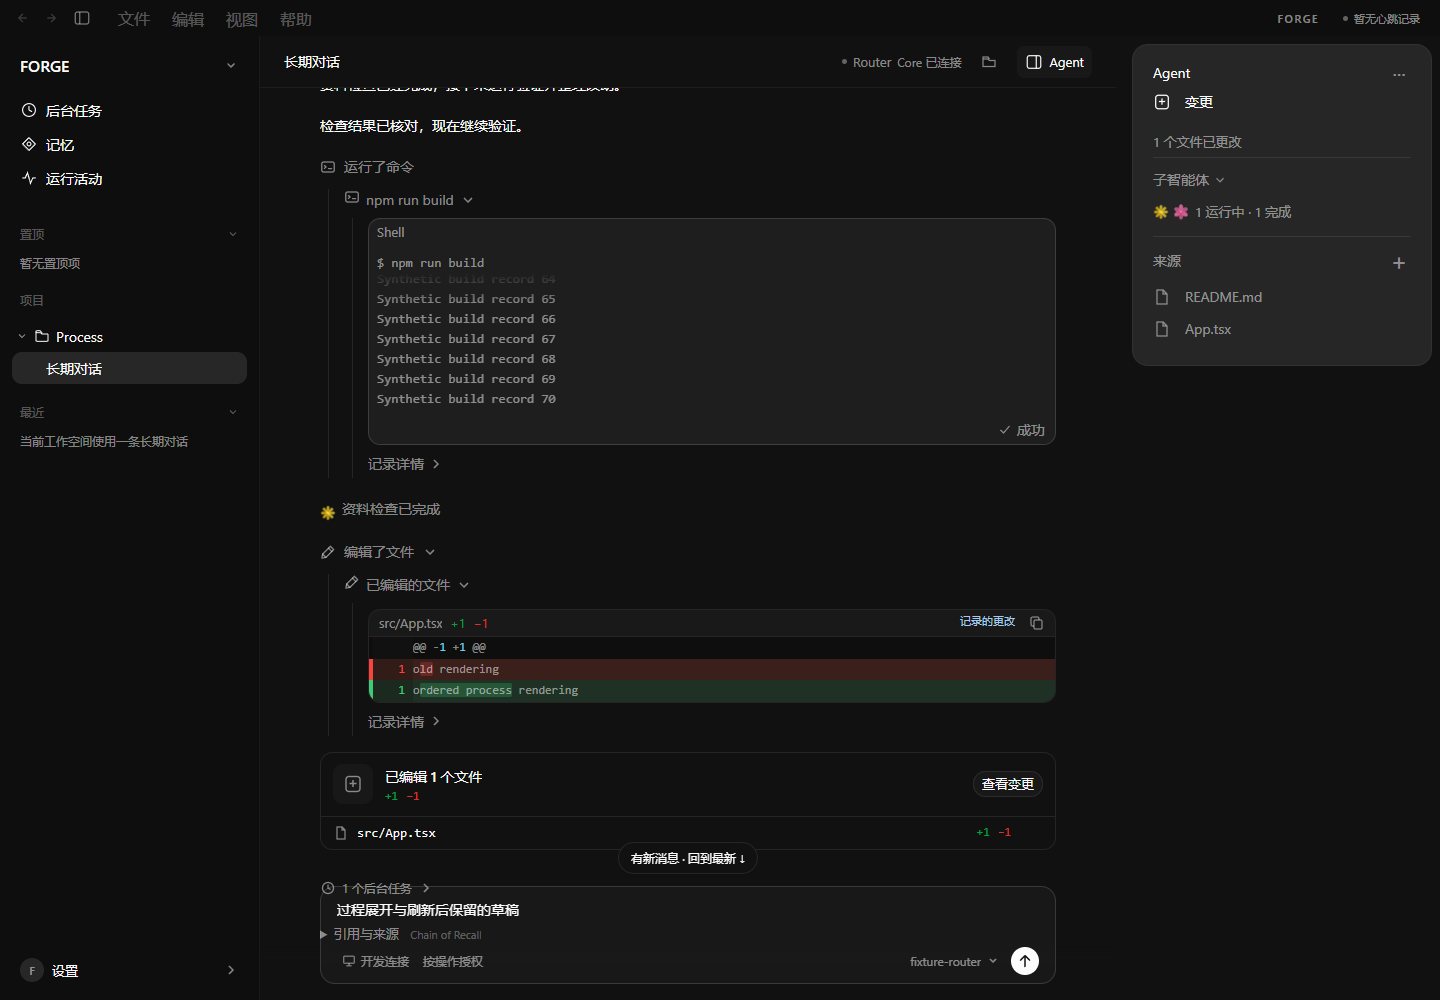 文件 编辑 视图 帮助
FORGE 暂无心跳记录
FORGE
后台任务
记忆
运行活动
置顶
暂无置顶项
项目
Process
长期对话
最近
当前工作空间使用一条长期对话
F 设置
长期对话
Router Core 已连接
Agent
检查结果已核对，现在继续验证。
运行了命令
npm run build
Shell
$ npm run build
Synthetic build record 64
Synthetic build record 65
Synthetic build record 66
Synthetic build record 67
Synthetic build record 68
Synthetic build record 69
Synthetic build record 70
成功
记录详情
资料检查已完成
编辑了文件
已编辑的文件
src/App.tsx +1 −1 记录的更改
@@ -1 +1 @@
1 old rendering
1 ordered process rendering
记录详情
已编辑 1 个文件
+1 −1
查看变更
src/App.tsx +1 −1
有新消息 · 回到最新 ↓
1 个后台任务
过程展开与刷新后保留的草稿
引用与来源 Chain of Recall
开发连接 按操作授权
fixture-router
Agent
变更
1 个文件已更改
子智能体
1 运行中 · 1 完成
来源
README.md
App.tsx